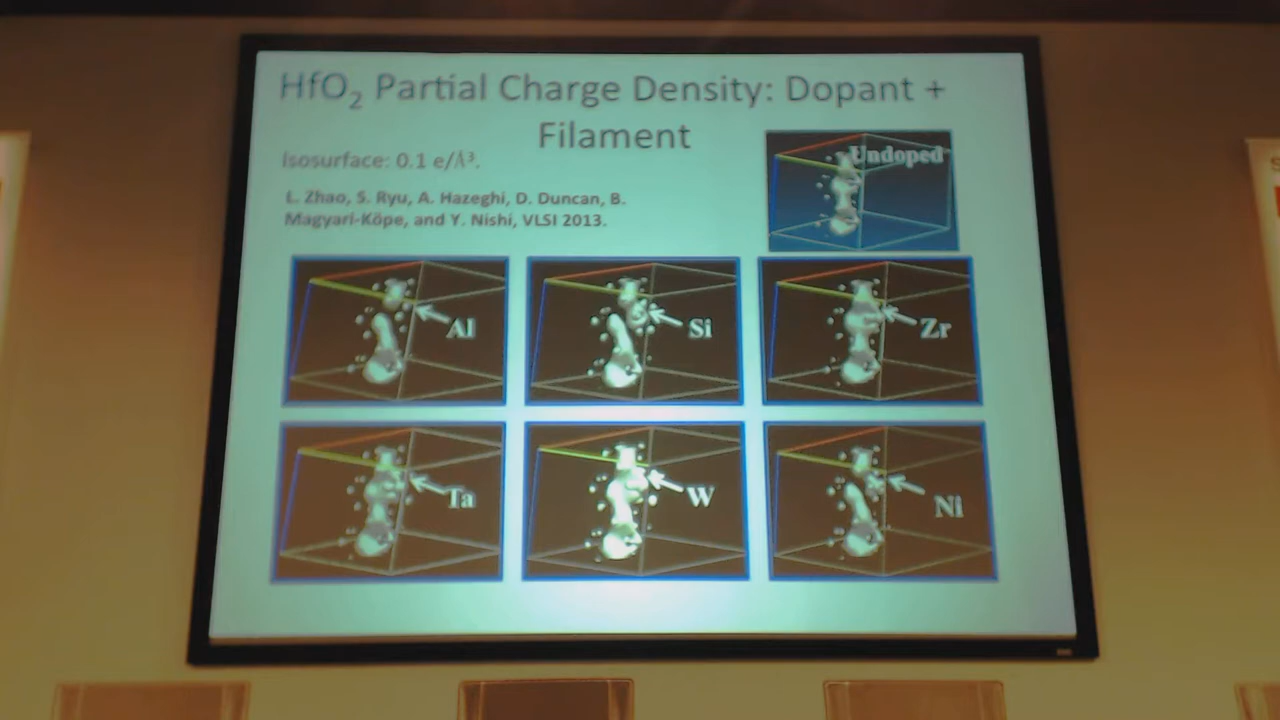 HfO₂ Partial Charge Density: Dopant +
Filament
Isosurface: 0.1 e/Å³.
L. Zhao, S. Ryu, A. Hazeghi, D. Duncan, B.
Magyari-Köpe, and Y. Nishi, VLSI 2013.
Undoped
Al
Si
Zr
Ta
W
Ni